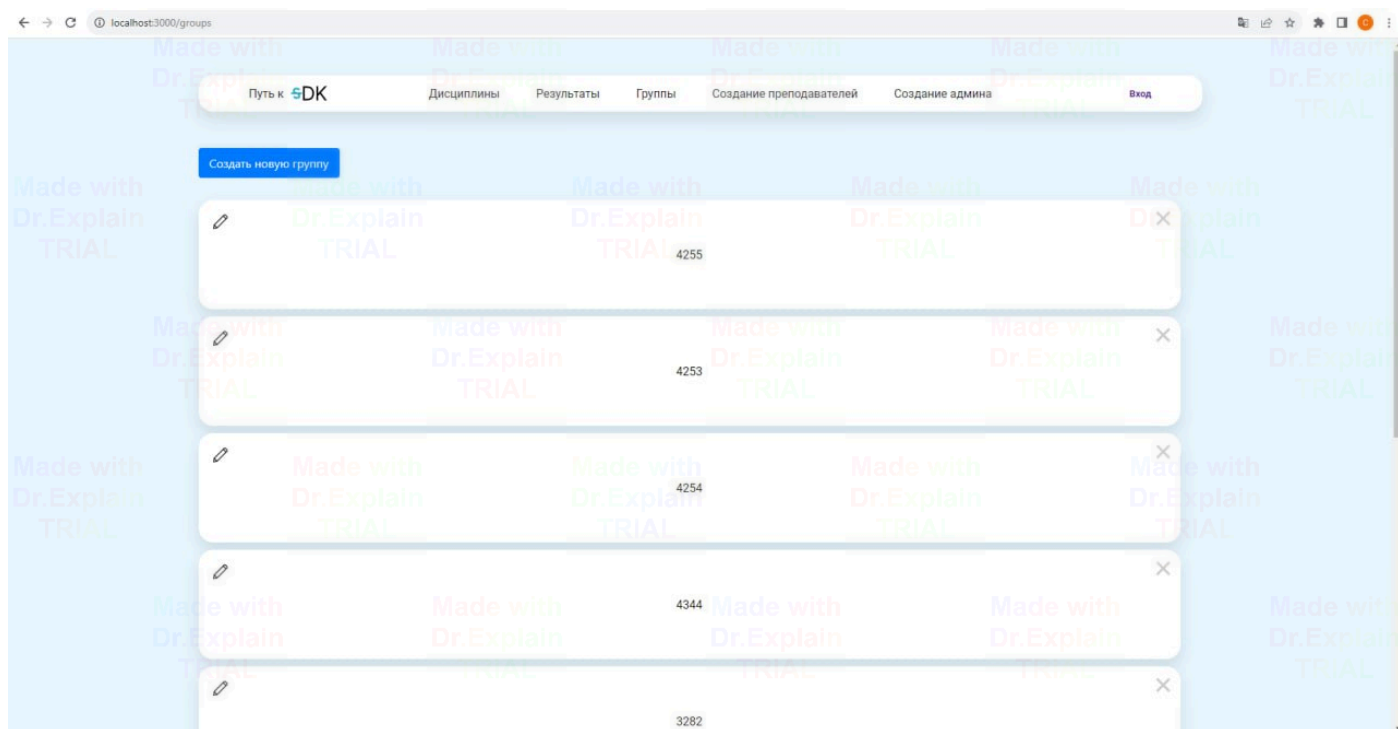 localhost:3000/groups
Путь к SDK Дисциплины Результаты Группы Создание преподавателей Создание админа Вход
Создать новую группу
4255
4253
4254
4344
3282
Made with
Dr.Explain
TRIAL